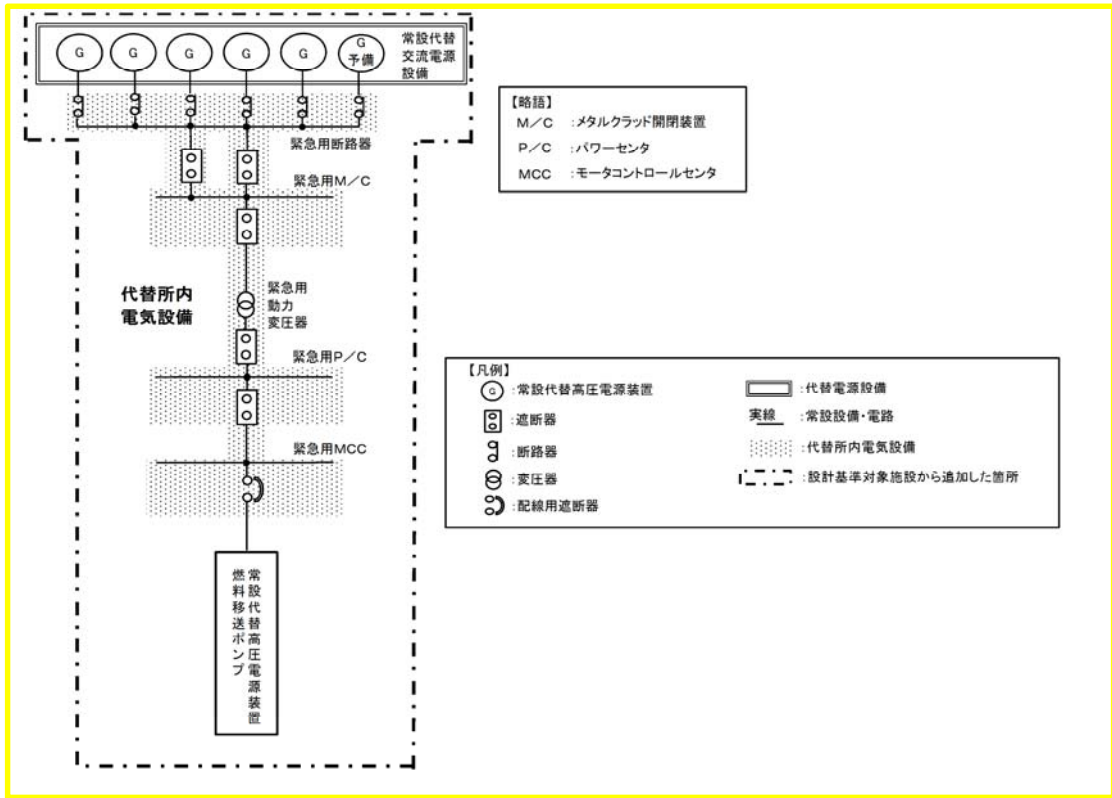 G G G G G G
予備
常設代替
交流電源
設備
緊急用断路器
緊急用M/C
代替所内
電気設備
緊急用
動力
変圧器
緊急用P/C
緊急用MCC
常設代替高圧電源装置
燃料移送ポンプ
【略語】
M/C :メタルクラッド開閉装置
P/C :パワーセンタ
MCC :モータコントロールセンタ
【凡例】
G :常設代替高圧電源装置
:遮断器
:断路器
:変圧器
:配線用遮断器
:代替電源設備
実線 :常設設備・電路
:代替所内電気設備
:設計基準対象施設から追加した箇所